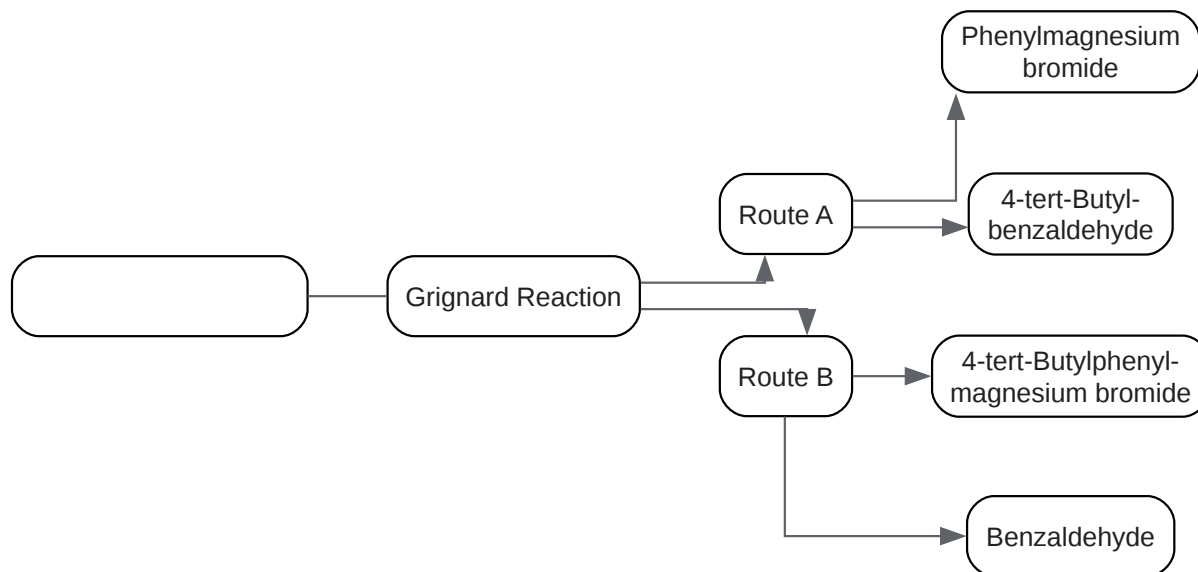 Phenylmagnesium
bromide
Route A
4-tert-Butyl-
benzaldehyde
Grignard Reaction
Route B
4-tert-Butylphenyl-
magnesium bromide
Benzaldehyde